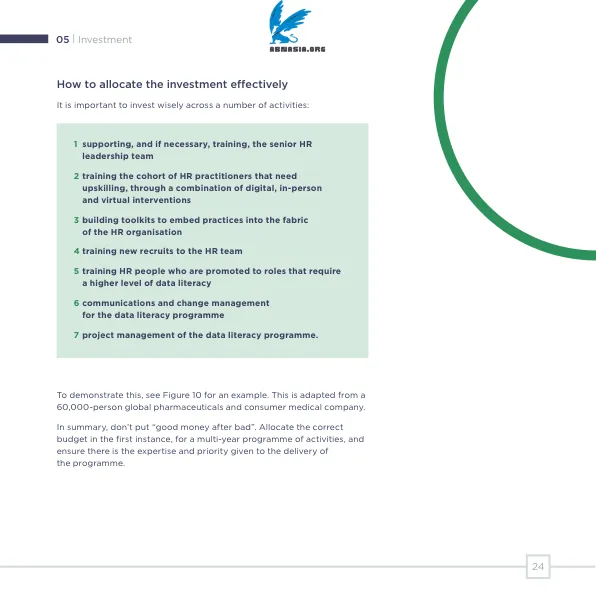 05 | Investment
ABNASIA.ORG
How to allocate the investment effectively
It is important to invest wisely across a number of activities:
1 supporting, and if necessary, training, the senior HR
leadership team
2 training the cohort of HR practitioners that need
upskilling, through a combination of digital, in-person
and virtual interventions
3 building toolkits to embed practices into the fabric
of the HR organisation
4 training new recruits to the HR team
5 training HR people who are promoted to roles that require
a higher level of data literacy
6 communications and change management
for the data literacy programme
7 project management of the data literacy programme.
To demonstrate this, see Figure 10 for an example. This is adapted from a
60,000-person global pharmaceuticals and consumer medical company.
In summary, don’t put “good money after bad”. Allocate the correct
budget in the first instance, for a multi-year programme of activities, and
ensure there is the expertise and priority given to the delivery of
the programme.
24